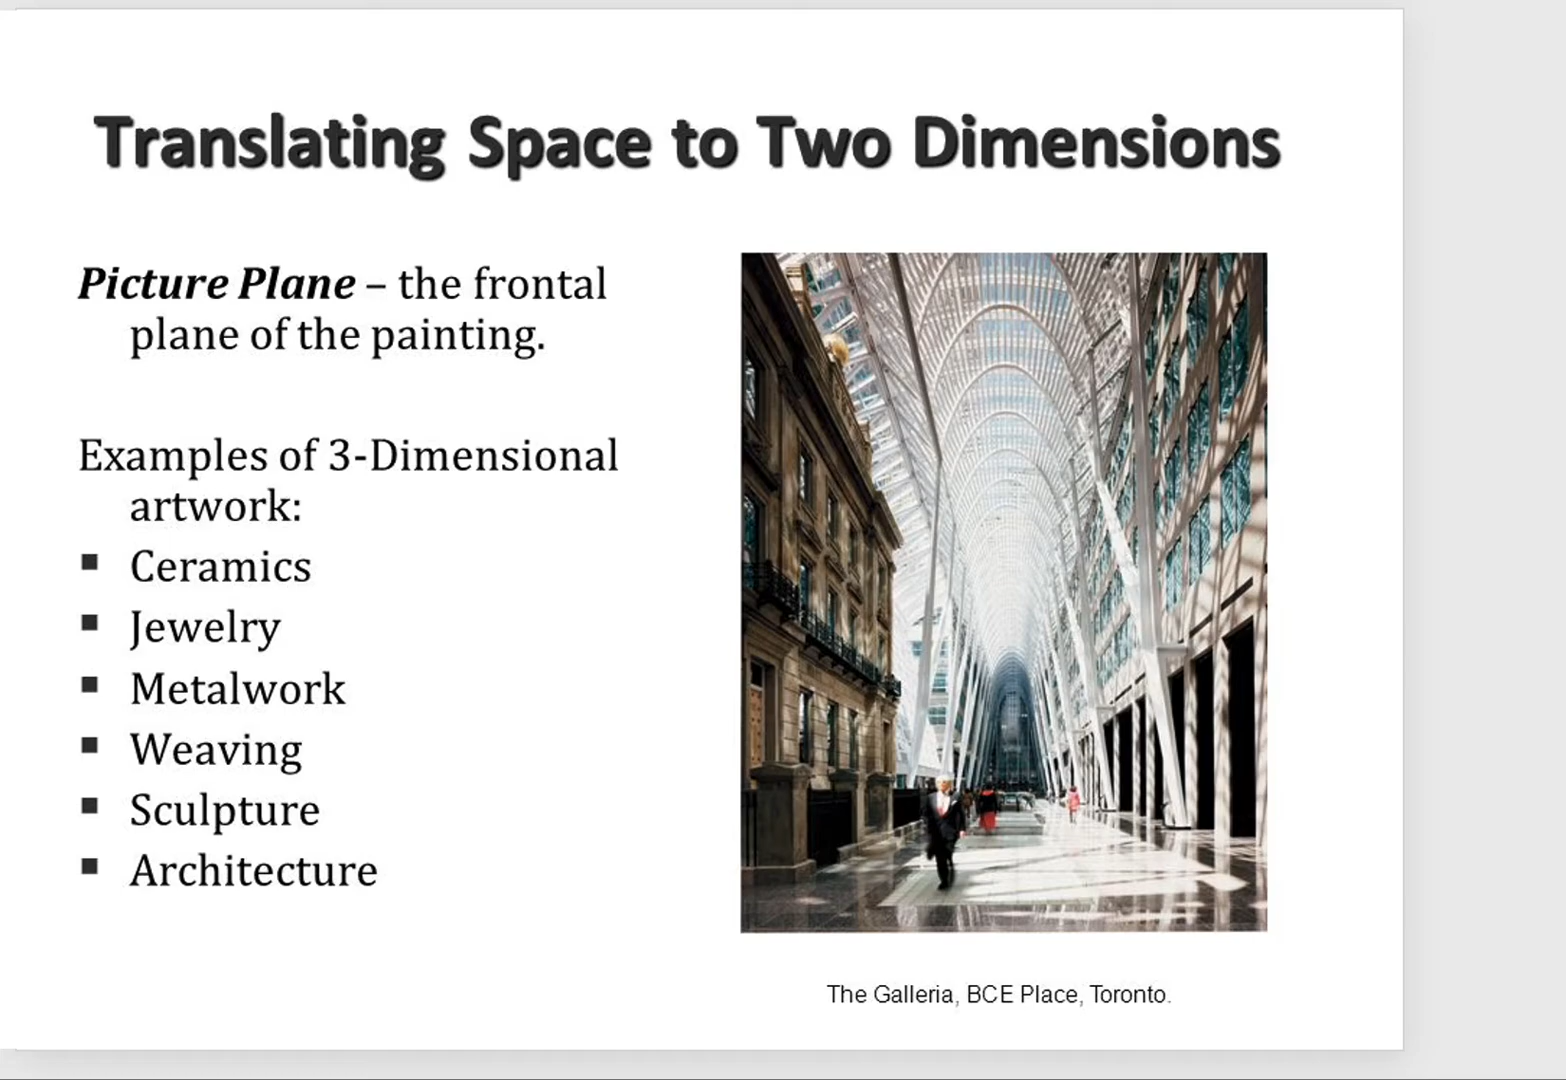 Translating Space to Two Dimensions
Picture Plane – the frontal
plane of the painting.
Examples of 3-Dimensional
artwork:
▪ Ceramics
▪ Jewelry
▪ Metalwork
▪ Weaving
▪ Sculpture
▪ Architecture
The Galleria, BCE Place, Toronto.